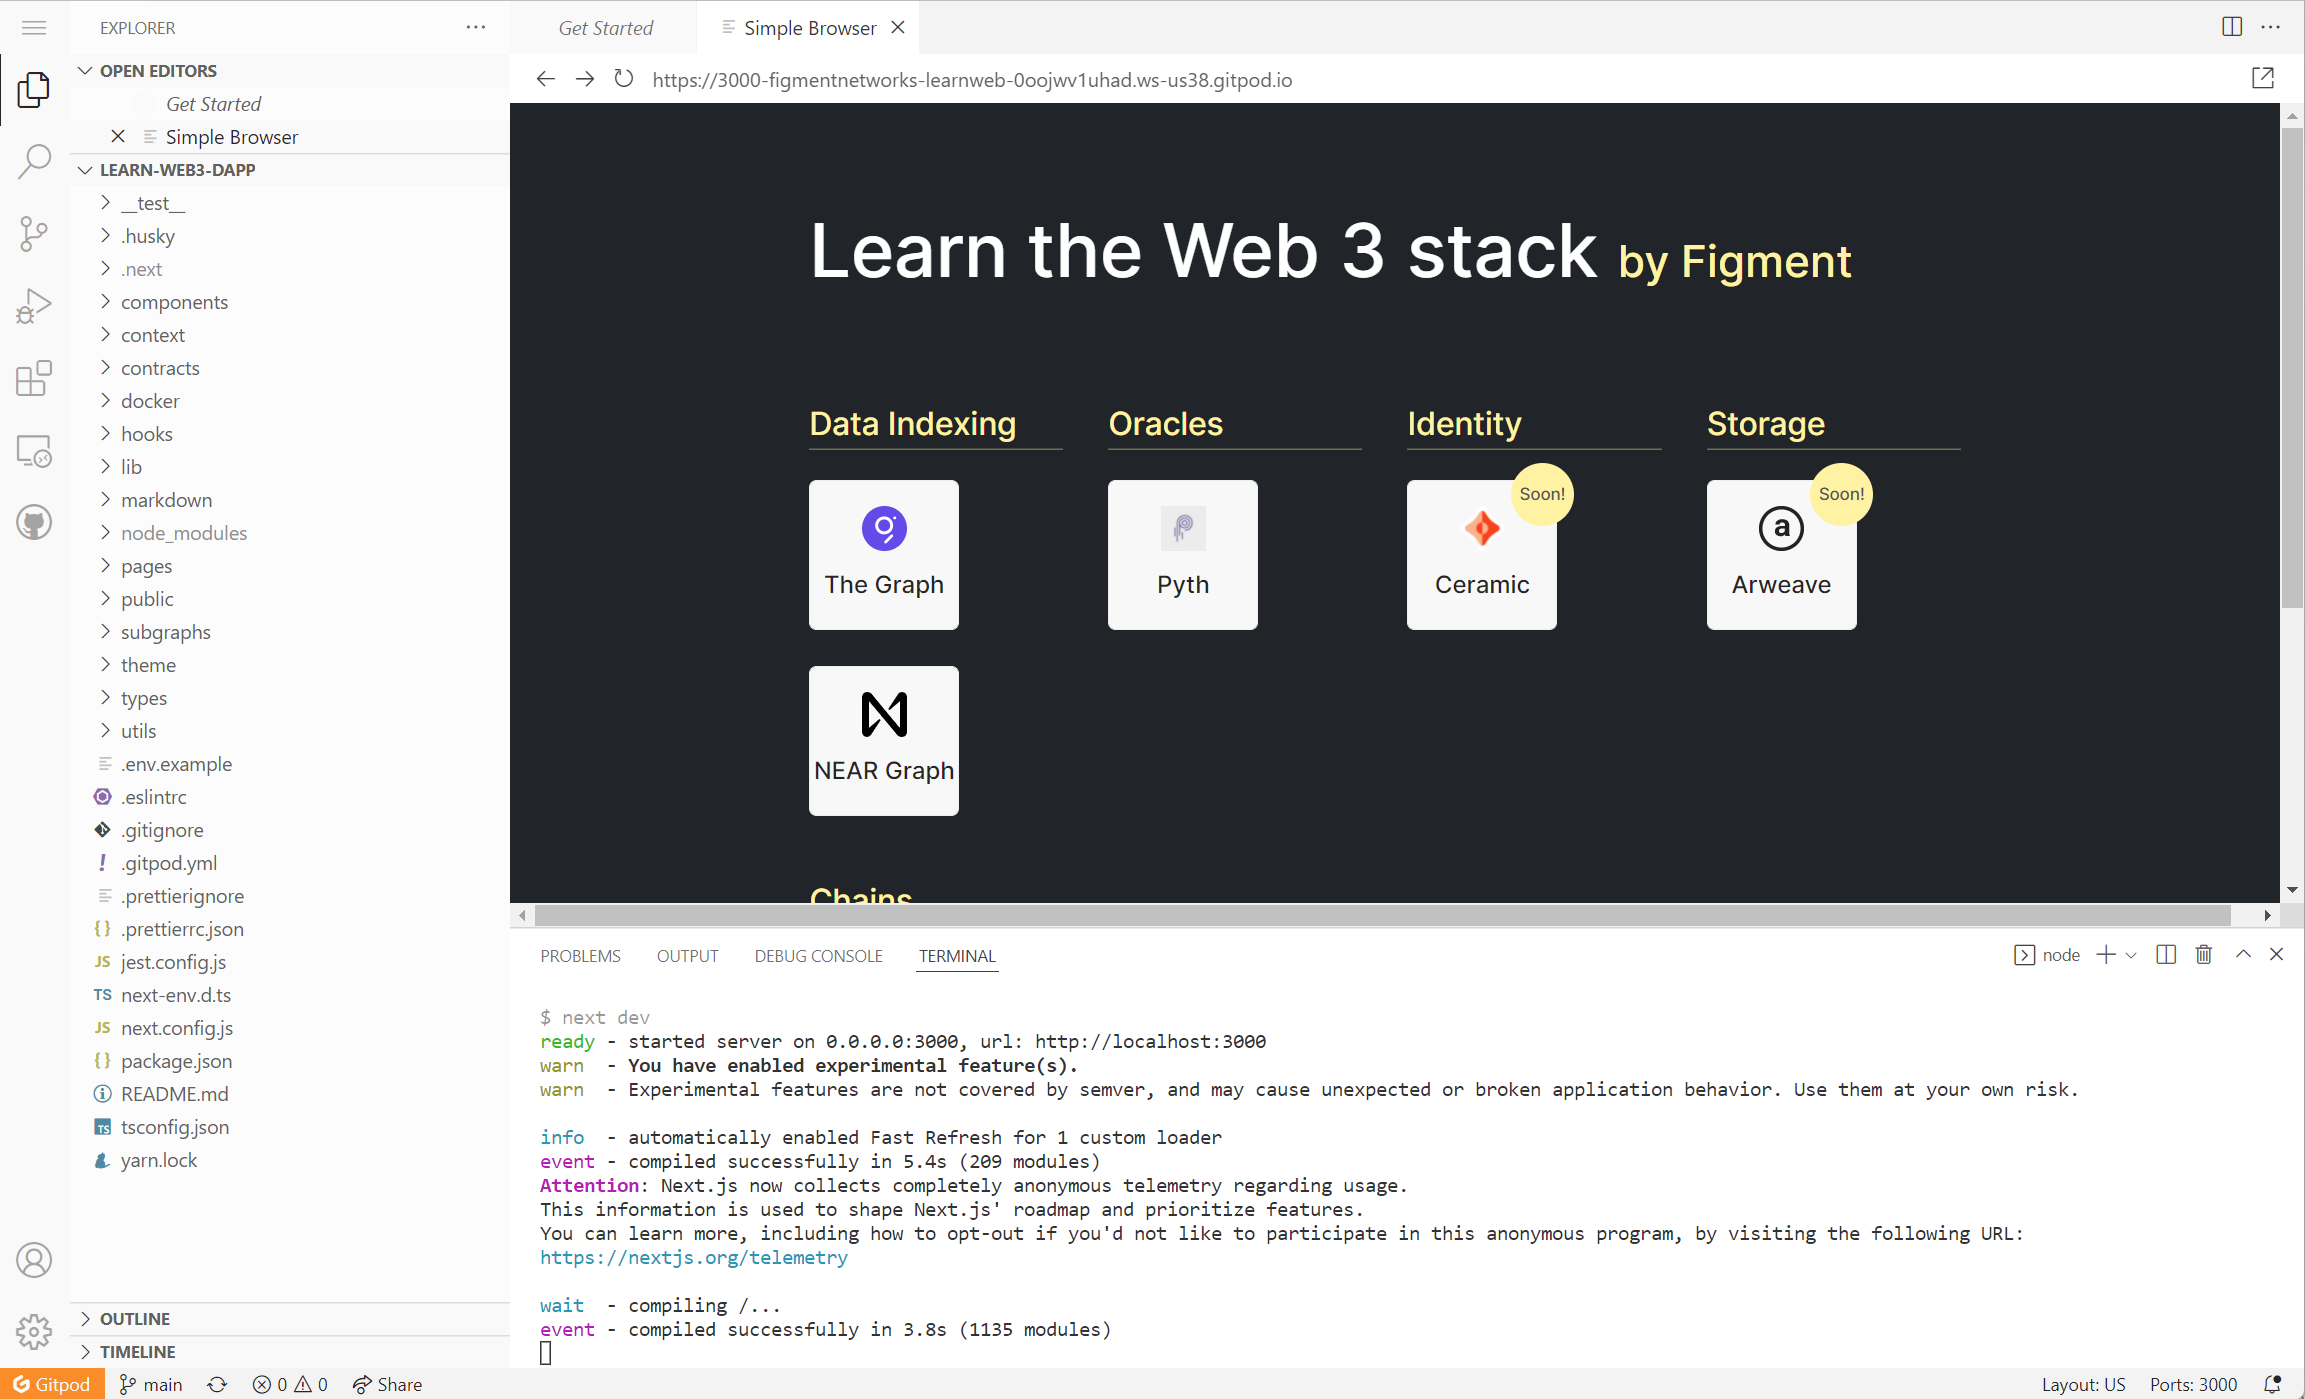 EXPLORER
OPEN EDITORS
Get Started
Simple Browser
LEARN-WEB3-DAPP
__test__
.husky
.next
components
context
contracts
docker
hooks
lib
markdown
node_modules
pages
public
subgraphs
theme
types
utils
.env.example
.eslintrc
.gitignore
! .gitpod.yml
.prettierignore
{} .prettierrc.json
JS jest.config.js
TS next-env.d.ts
JS next.config.js
{} package.json
README.md
TS tsconfig.json
yarn.lock
OUTLINE
TIMELINE
Get Started
Simple Browser
https://3000-figmentnetworks-learnweb-0oojwv1uhad.ws-us38.gitpod.io
Learn the Web 3 stack by Figment
Data Indexing
Oracles
Identity
Storage
Soon!
Soon!
The Graph
Pyth
Ceramic
a
Arweave
NEAR Graph
Chains
PROBLEMS OUTPUT DEBUG CONSOLE TERMINAL
node
$ next dev
ready - started server on 0.0.0.0:3000, url: http://localhost:3000
warn - You have enabled experimental feature(s).
warn - Experimental features are not covered by semver, and may cause unexpected or broken application behavior. Use them at your own risk.
info - automatically enabled Fast Refresh for 1 custom loader
event - compiled successfully in 5.4s (209 modules)
Attention: Next.js now collects completely anonymous telemetry regarding usage.
This information is used to shape Next.js' roadmap and prioritize features.
You can learn more, including how to opt-out if you'd not like to participate in this anonymous program, by visiting the following URL:
https://nextjs.org/telemetry
wait - compiling /...
event - compiled successfully in 3.8s (1135 modules)
Gitpod main 0 0 Share
Layout: US Ports: 3000